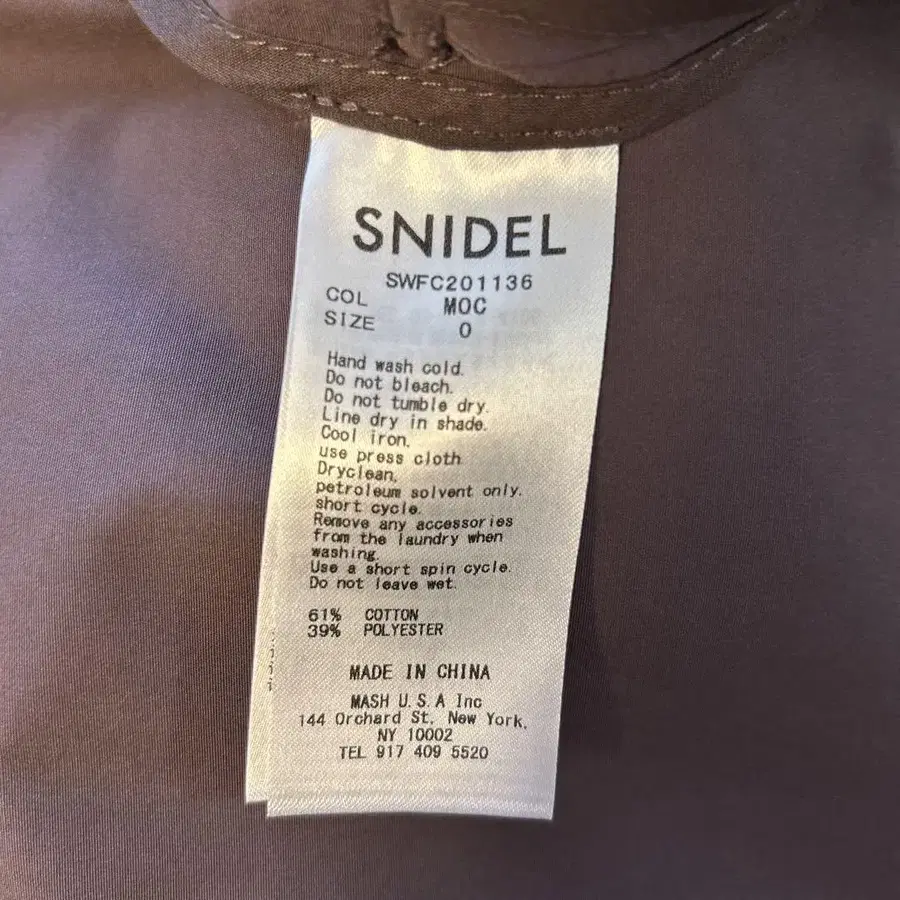 SNIDEL
SWFC201136
COL MOC
SIZE 0
Hand wash cold.
Do not bleach.
Do not tumble dry.
Line dry in shade.
Cool iron.
use press cloth
Dryclean,
petroleum solvent only.
short cycle.
Remove any accessories
from the laundry when
washing.
Use a short spin cycle.
Do not leave wet.
61% COTTON
39% POLYESTER
MADE IN CHINA
MASH U.S.A Inc
144 Orchard St, New York,
NY 10002
TEL 917 409 5520